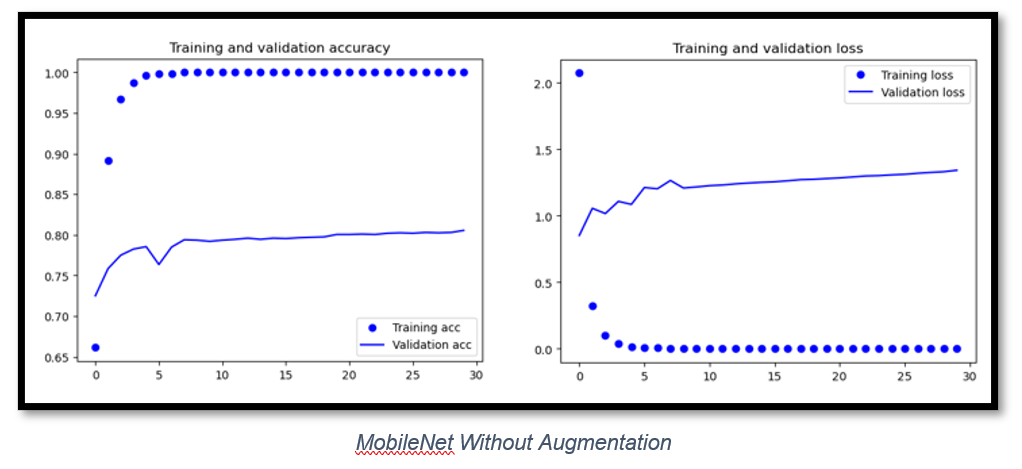 Training and validation accuracy
1.00
0.95
0.90
0.85
0.80
0.75
0.70
0.65
Training acc
Validation acc
0 5 10 15 20 25 30
Training and validation loss
2.0
1.5
1.0
0.5
0.0
Training loss
Validation loss
0 5 10 15 20 25 30
MobileNet Without Augmentation